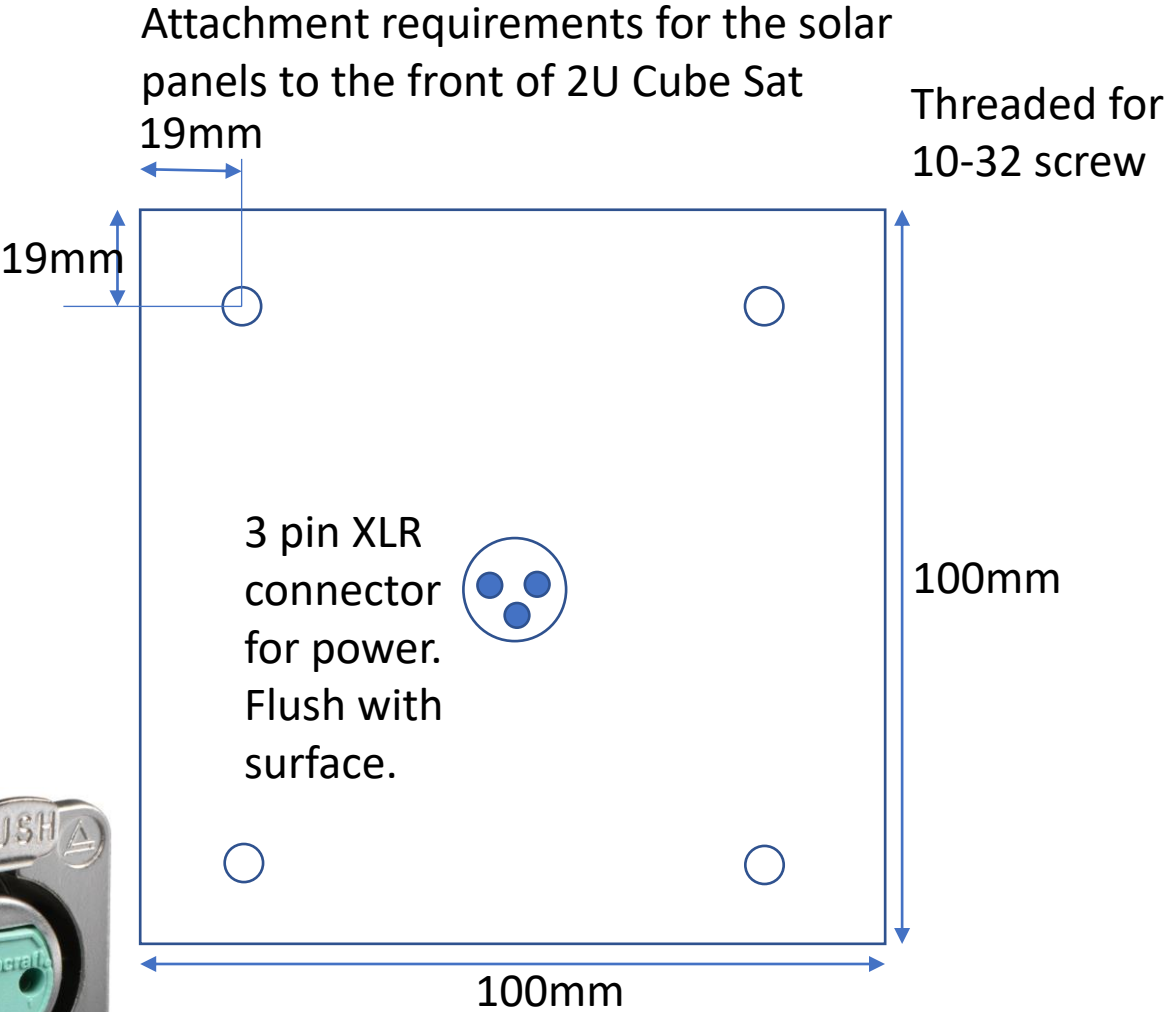 Attachment requirements for the solar
panels to the front of 2U Cube Sat
19mm
Threaded for
10-32 screw
19mm
3 pin XLR
connector
for power.
Flush with
surface.
100mm
100mm